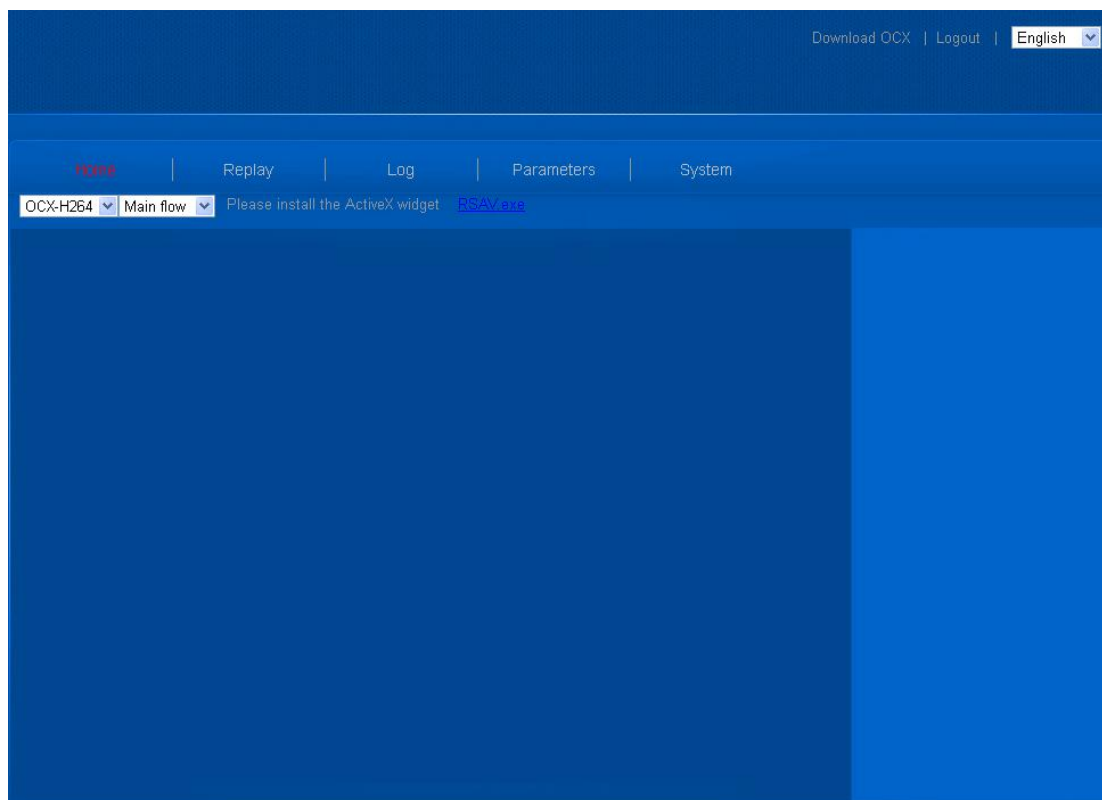 Download OCX | Logout | English
Home | Replay | Log | Parameters | System
OCX-H264 Main flow Please install the ActiveX widget RSAV.exe